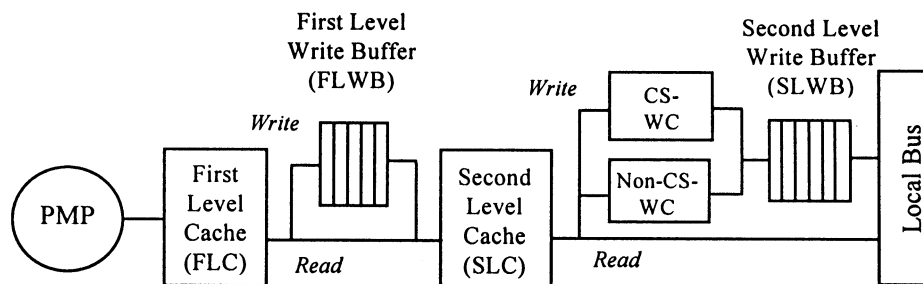 First Level
Write Buffer
(FLWB)
Second Level
Write Buffer
(SLWB)
Write
Write
CS-
WC
Non-CS-
WC
PMP
First
Level
Cache
(FLC)
Second
Level
Cache
(SLC)
Read
Read
Local Bus